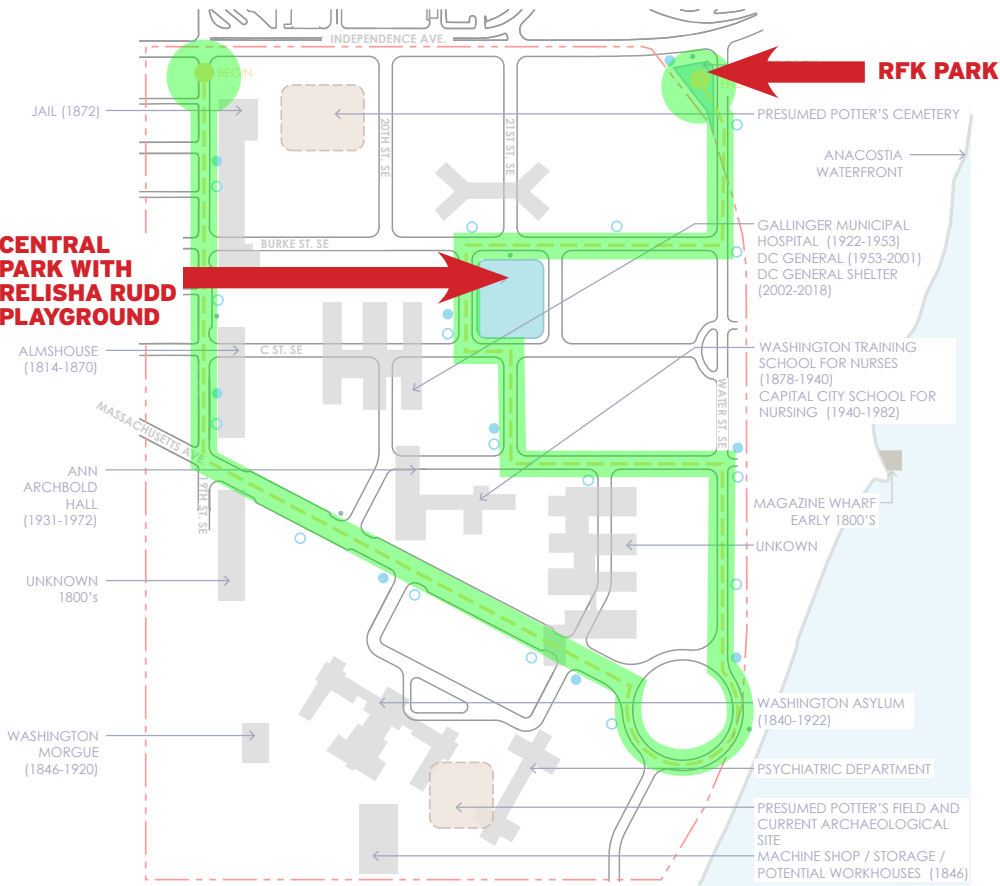 INDEPENDENCE AVE.
BEGIN
END
RFK PARK
JAIL (1872)
20TH ST. SE
21ST ST. SE
PRESUMED POTTER'S CEMETERY
ANACOSTIA
WATERFRONT
BURKE ST. SE
CENTRAL
PARK WITH
RELISHA RUDD
PLAYGROUND
GALLINGER MUNICIPAL
HOSPITAL (1922-1953)
DC GENERAL (1953-2001)
DC GENERAL SHELTER
(2002-2018)
ALMSHOUSE
(1814-1870)
C ST. SE
WASHINGTON TRAINING
SCHOOL FOR NURSES
(1878-1940)
CAPITAL CITY SCHOOL FOR
NURSING (1940-1982)
WATER ST. SE
MASSACHUSETTS AVE.
19TH ST. SE
ANN
ARCHBOLD
HALL
(1931-1972)
MAGAZINE WHARF
EARLY 1800'S
UNKOWN
UNKNOWN
1800's
WASHINGTON ASYLUM
(1840-1922)
WASHINGTON
MORGUE
(1846-1920)
PSYCHIATRIC DEPARTMENT
PRESUMED POTTER'S FIELD AND
CURRENT ARCHAEOLOGICAL
SITE
MACHINE SHOP / STORAGE /
POTENTIAL WORKHOUSES (1846)